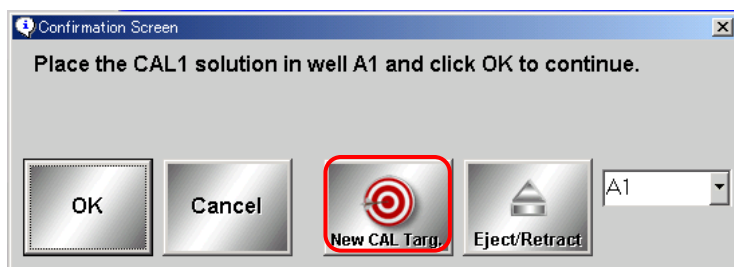 Confirmation Screen
Place the CAL1 solution in well A1 and click OK to continue.
OK
Cancel
New CAL Targ.
Eject/Retract
A1